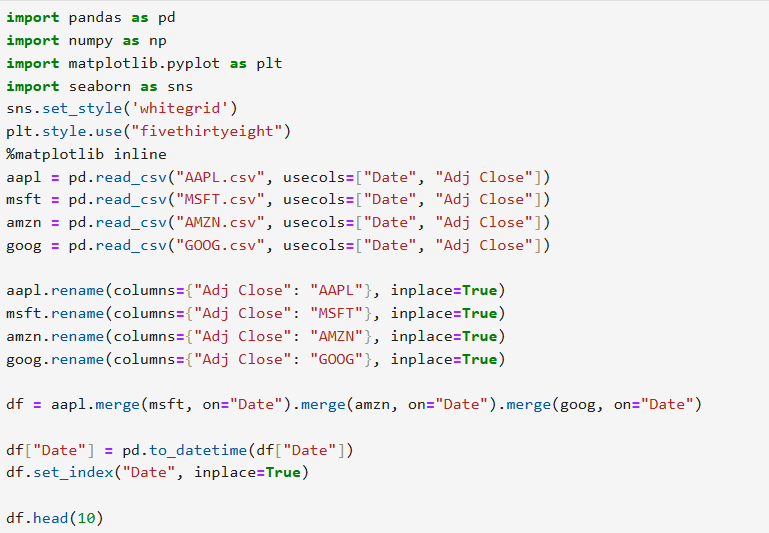 import pandas as pd
import numpy as np
import matplotlib.pyplot as plt
import seaborn as sns
sns.set_style('whitegrid')
plt.style.use("fivethirtyeight")
%matplotlib inline
aapl = pd.read_csv("AAPL.csv", usecols=["Date", "Adj Close"])
msft = pd.read_csv("MSFT.csv", usecols=["Date", "Adj Close"])
amzn = pd.read_csv("AMZN.csv", usecols=["Date", "Adj Close"])
goog = pd.read_csv("GOOG.csv", usecols=["Date", "Adj Close"])

aapl.rename(columns={"Adj Close": "AAPL"}, inplace=True)
msft.rename(columns={"Adj Close": "MSFT"}, inplace=True)
amzn.rename(columns={"Adj Close": "AMZN"}, inplace=True)
goog.rename(columns={"Adj Close": "GOOG"}, inplace=True)

df = aapl.merge(msft, on="Date").merge(amzn, on="Date").merge(goog, on="Date")

df["Date"] = pd.to_datetime(df["Date"])
df.set_index("Date", inplace=True)

df.head(10)